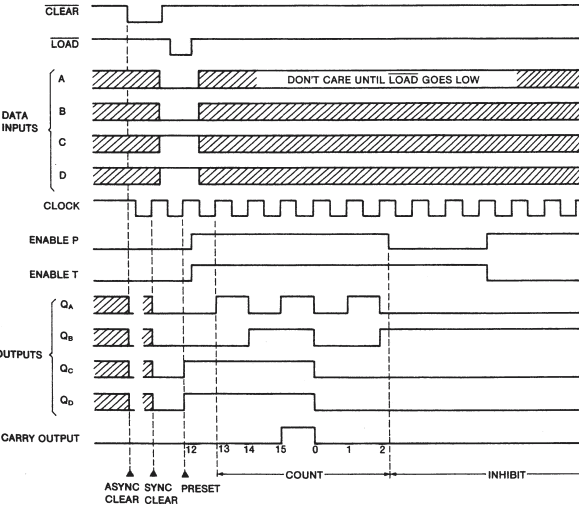 CLEAR
LOAD
A
DON'T CARE UNTIL LOAD GOES LOW
B
DATA
INPUTS
C
D
CLOCK
ENABLE P
ENABLE T
QA
QB
OUTPUTS
QC
QD
CARRY OUTPUT
12 13 14 15 0 1 2
COUNT
INHIBIT
ASYNC SYNC PRESET
CLEAR CLEAR